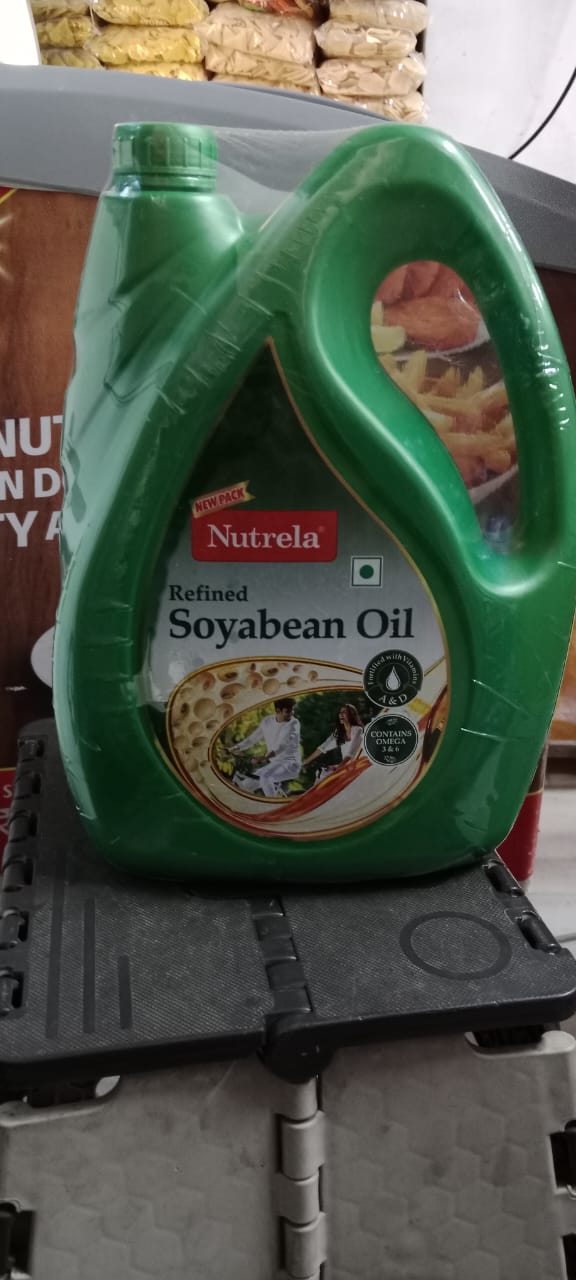 NEW PACK
Nutrela
Refined
Soyabean Oil
Fortified with Vitamins
A & D
CONTAINS
OMEGA
3 & 6
NUT
N D
TY A
S